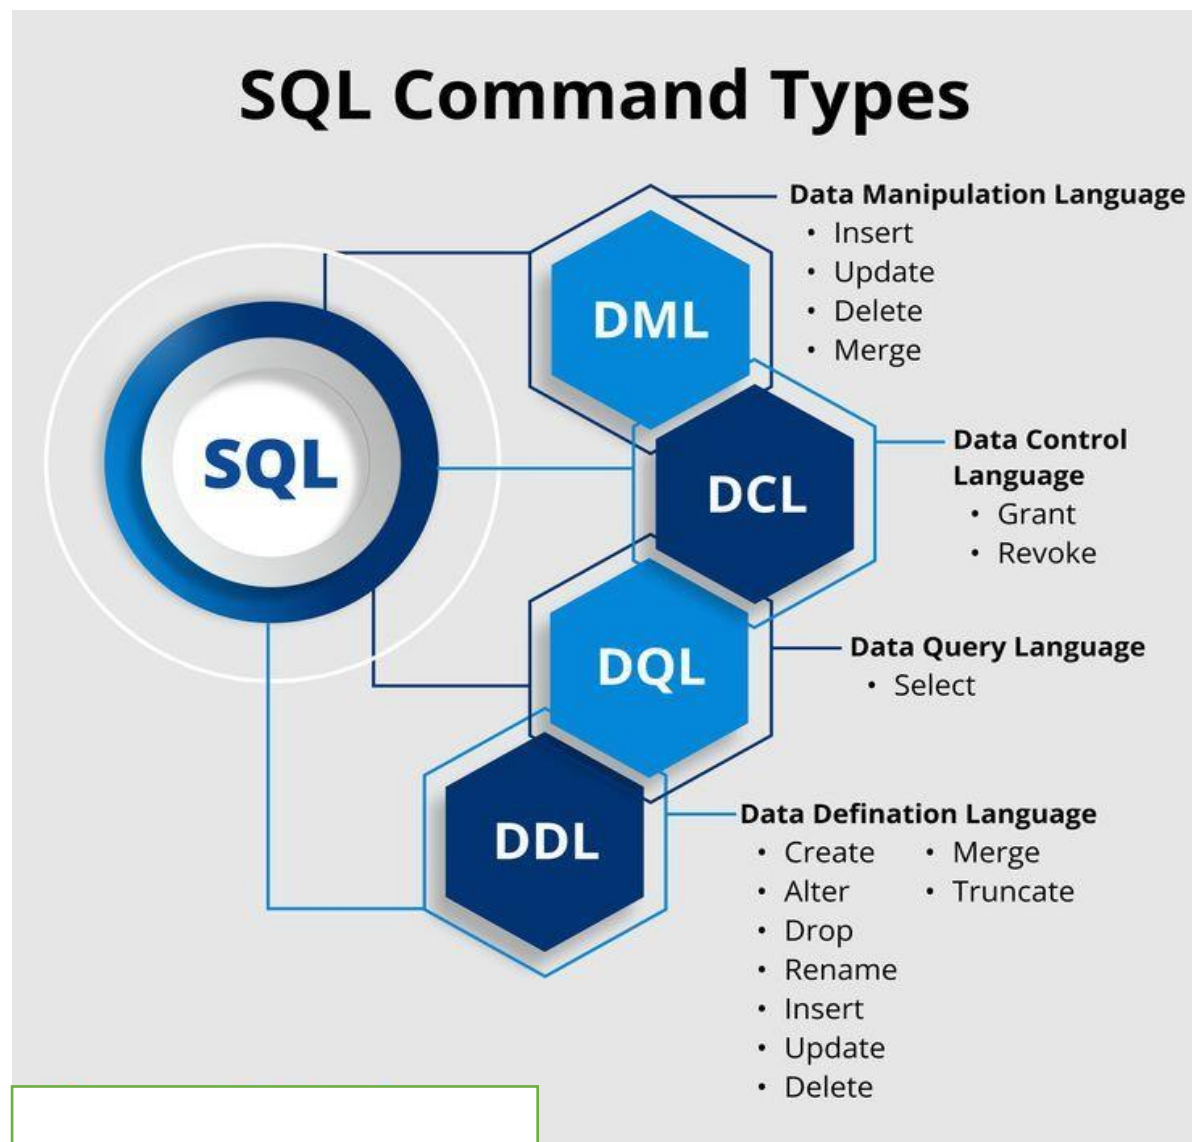 SQL Command Types
SQL
DML
Data Manipulation Language
• Insert
• Update
• Delete
• Merge
DCL
Data Control
Language
• Grant
• Revoke
DQL
Data Query Language
• Select
DDL
Data Defination Language
• Create • Merge
• Alter • Truncate
• Drop
• Rename
• Insert
• Update
• Delete